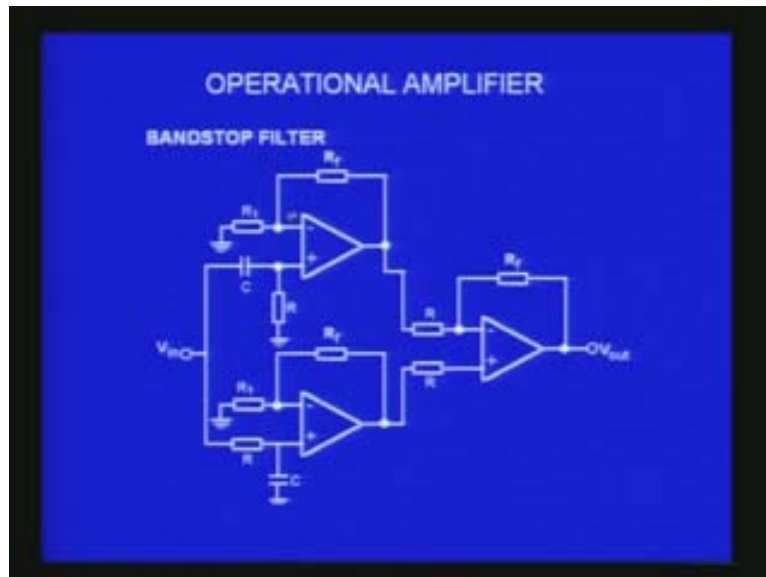 OPERATIONAL AMPLIFIER
BANDSTOP FILTER
Rf
R1
C
R
Rf
R
Vin
Rf
Vout
R1
R
R
C